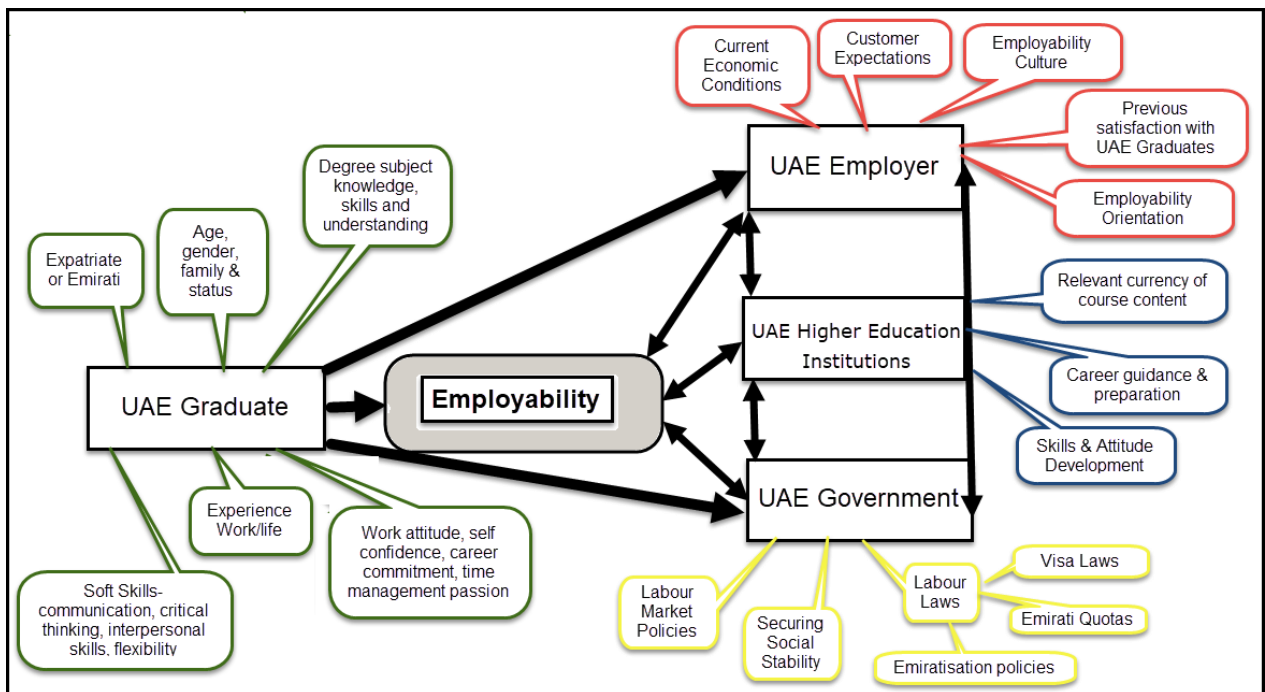 Current
Economic
Conditions
Customer
Expectations
Employability
Culture
Previous
satisfaction with
UAE Graduates
Employability
Orientation
UAE Employer
Degree subject
knowledge,
skills and
understanding
Age,
gender,
family &
status
Expatriate
or Emirati
UAE Graduate
Employability
UAE Higher Education
Institutions
Relevant currency of
course content
Career guidance &
preparation
Skills & Attitude
Development
UAE Government
Experience
Work/life
Work attitude, self
confidence, career
commitment, time
management passion
Soft Skills-
communication, critical
thinking, interpersonal
skills, flexibility
Labour
Market
Policies
Securing
Social
Stability
Labour
Laws
Visa Laws
Emirati Quotas
Emiratisation policies